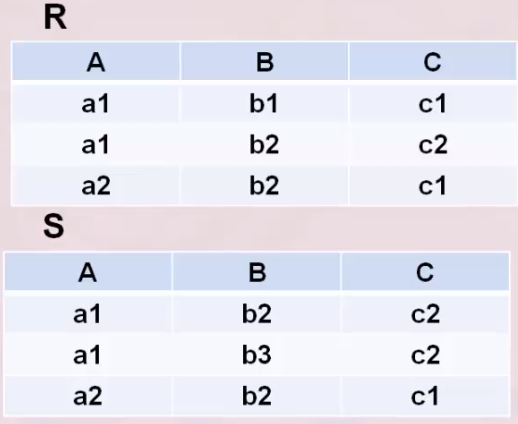 R
A B C
a1 b1 c1
a1 b2 c2
a2 b2 c1
S
A B C
a1 b2 c2
a1 b3 c2
a2 b2 c1